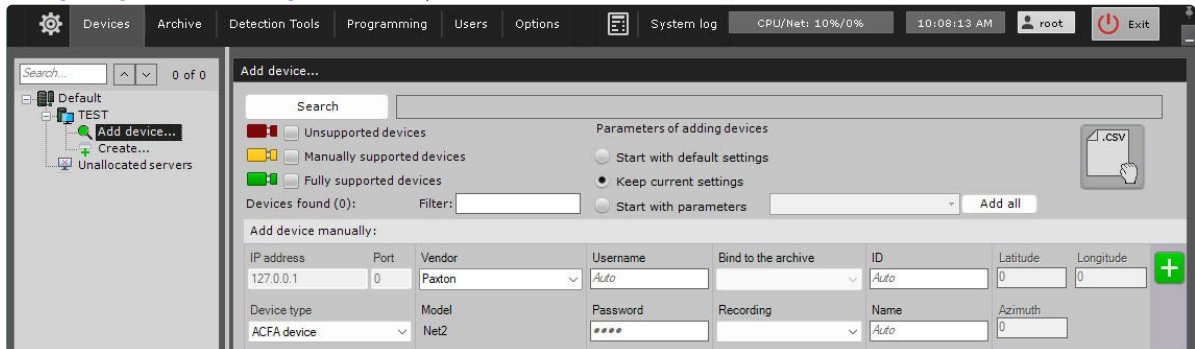 Devices Archive Detection Tools Programming Users Options System log CPU/Net: 10%/0% 10:08:13 AM root Exit
Search... 0 of 0
Default
TEST
Add device...
Create...
Unallocated servers
Add device...
Search
Unsupported devices
Manually supported devices
Fully supported devices
Devices found (0): Filter:
Parameters of adding devices
Start with default settings
Keep current settings
Start with parameters Add all
.csv
Add device manually:
IP address Port Vendor Username Bind to the archive ID Latitude Longitude
127.0.0.1 0 Paxton Auto Auto 0 0
Device type Model Password Recording Name Azimuth
ACFA device Net2 •••• Auto 0